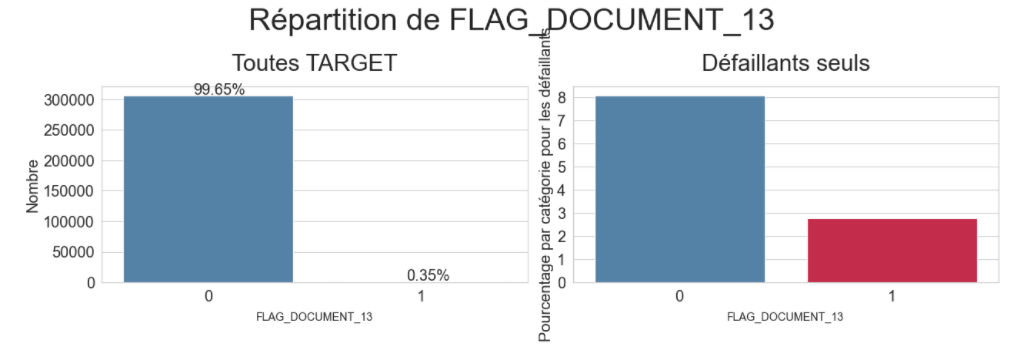 Répartition de FLAG_DOCUMENT_13
Toutes TARGET
Nombre
300000
250000
200000
150000
100000
50000
0
99.65%
0.35%
0 1
FLAG_DOCUMENT_13
Défaillants seuls
Pourcentage par catégorie pour les défaillants
8
7
6
5
4
3
2
1
0
0 1
FLAG_DOCUMENT_13